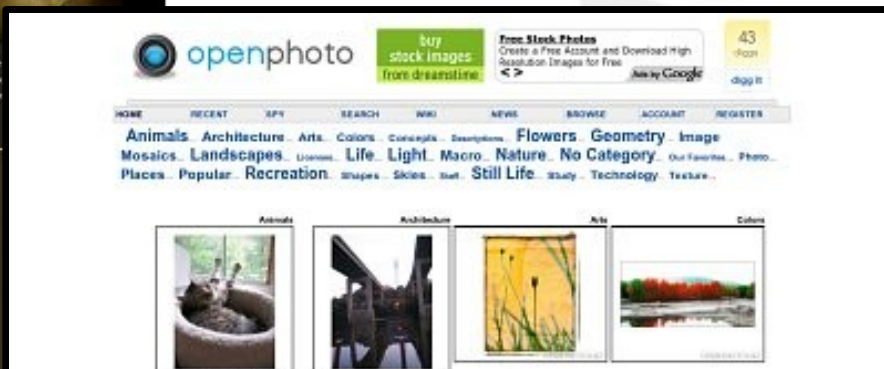 openphoto
buy
stock images
from dreamstime
Free Stock Photos
Create a Free Account and Download High
Resolution Images for Free
< >
Ads by Google
43
diggs
digg it
HOME RECENT SPY SEARCH WIKI NEWS BROWSE ACCOUNT REGISTER
Animals... Architecture... Arts... Colors... Concepts... Descriptions... Flowers... Geometry... Image
Mosaics... Landscapes... Licenses... Life... Light... Macro... Nature... No Category... Our Favorites... Photo...
Places... Popular... Recreation... Shapes... Skies... Stuff... Still Life... Study... Technology... Texture...
Animals Architecture Arts Colors